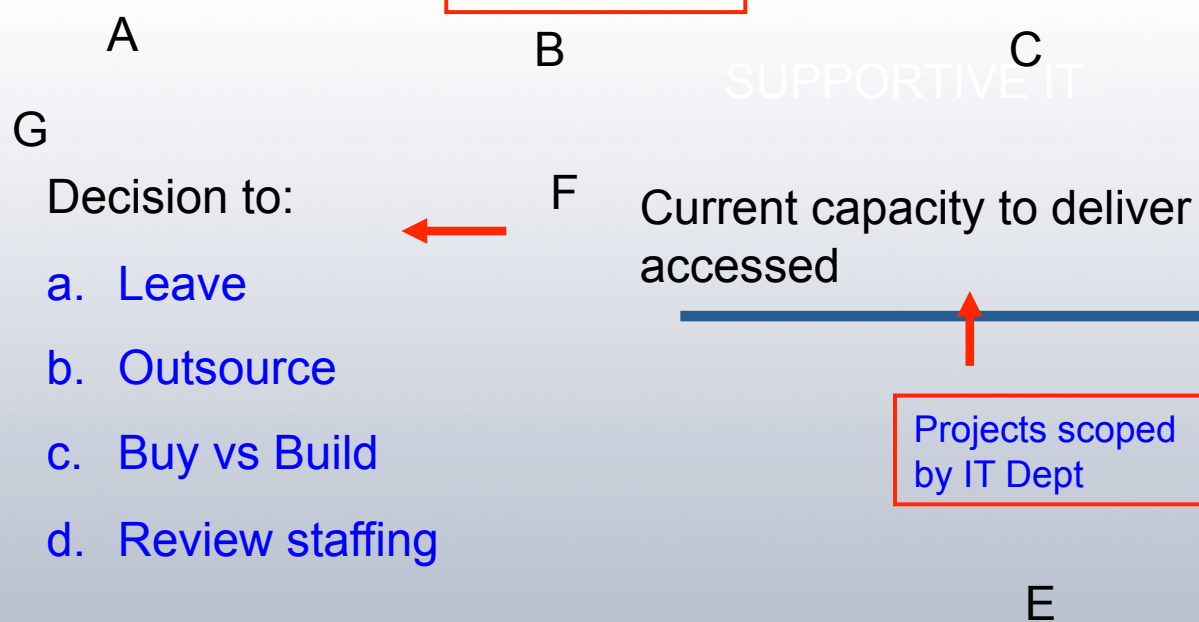 A
B
C
SUPPORTIVE IT
G
Decision to:
F
Current capacity to deliver
accessed
a. Leave
b. Outsource
c. Buy vs Build
d. Review staffing
Projects scoped
by IT Dept
E